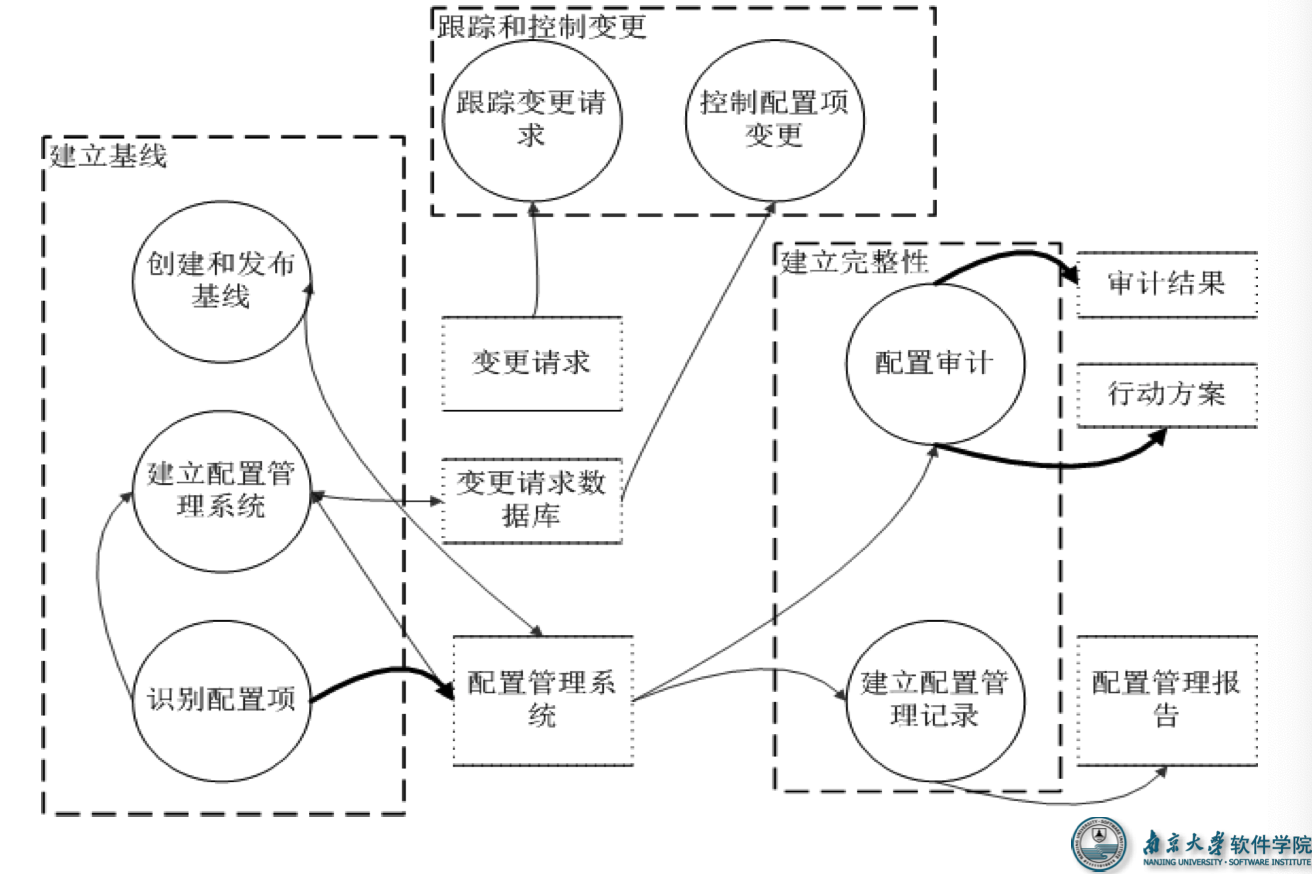 跟踪和控制变更
跟踪变更请
求
控制配置项
变更
建立基线
创建和发布
基线
建立配置管
理系统
识别配置项
变更请求
变更请求数
据库
配置管理系
统
建立完整性
配置审计
建立配置管
理记录
审计结果
行动方案
配置管理报
告
南京大学软件学院
NANJING UNIVERSITY · SOFTWARE INSTITUTE